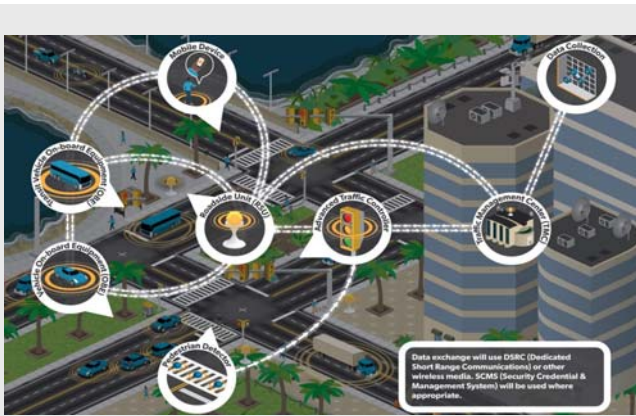 Mobile Device
Data Collection
Transit Vehicle On-board Equipment (OBE)
Roadside Unit (RSU)
Advanced Traffic Controller
Traffic Management Center (TMC)
Vehicle On-board Equipment (OBE)
Pedestrian Detector
Data exchange will use DSRC (Dedicated
Short Range Communications) or other
wireless media. SCMS (Security Credential &
Management System) will be used where
appropriate.